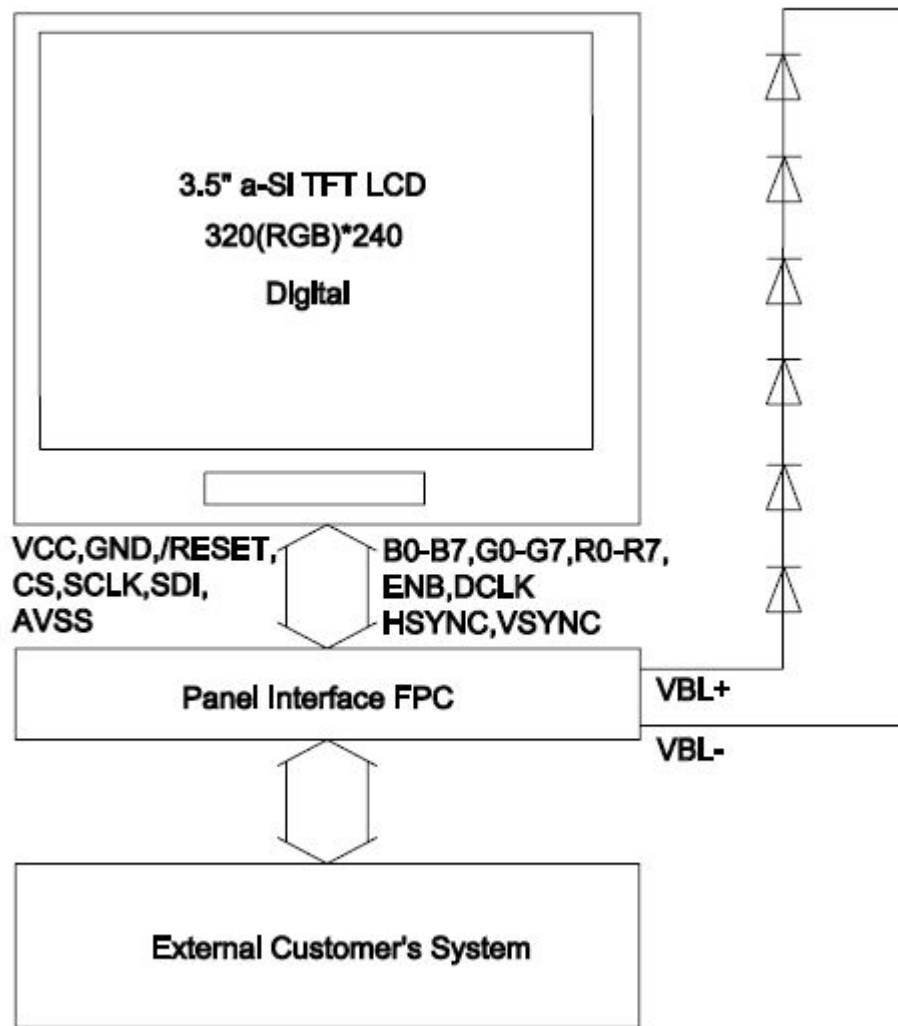 3.5" a-SI TFT LCD
320(RGB)*240
Digital
VCC,GND,/RESET,
CS,SCLK,SDI,
AVSS
B0-B7,G0-G7,R0-R7,
ENB,DCLK
HSYNC,VSYNC
Panel Interface FPC
VBL+
VBL-
External Customer's System